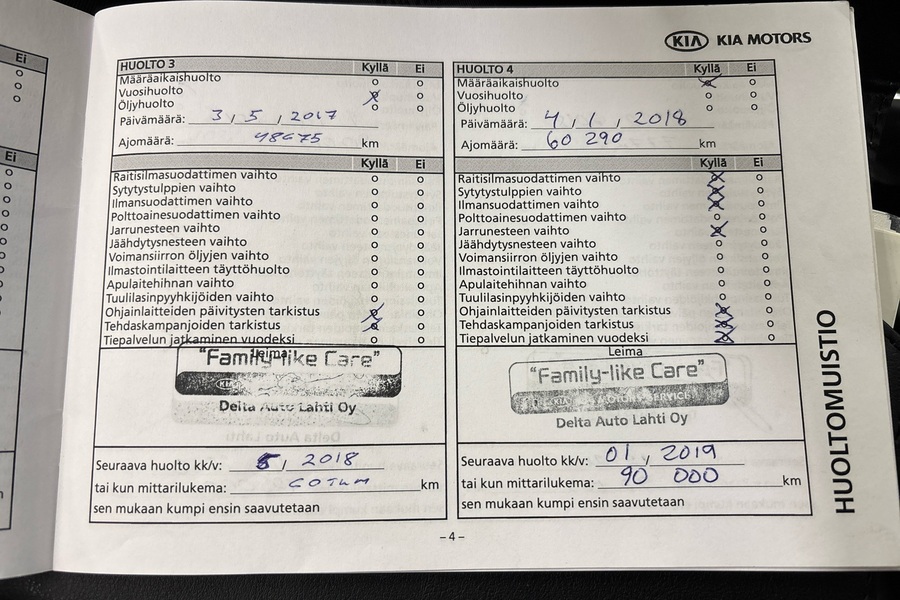 KIA KIA MOTORS
HUOLTO 3 Kyllä Ei
Määräaikaishuolto
Vuosihuolto
Öljyhuolto
Päivämäärä: 3, 5, 2017
Ajomäärä: 48675 km
Kyllä Ei
Raitisilmasuodattimen vaihto
Sytytystulppien vaihto
Ilmansuodattimen vaihto
Polttoainesuodattimen vaihto
Jarrunesteen vaihto
Jäähdytysnesteen vaihto
Voimansiirron öljyjen vaihto
Ilmastointilaitteen täyttöhuolto
Apulaitehihnan vaihto
Tuulilasinpyyhkijöiden vaihto
Ohjainlaitteiden päivitysten tarkistus
Tehdaskampanjoiden tarkistus
Tiepalvelun jatkaminen vuodeksi
Leima
"Family-like Care"
KIA
Delta Auto Lahti Oy
Seuraava huolto kk/v: 5, 2018
tai kun mittarilukema: km
sen mukaan kumpi ensin saavutetaan
HUOLTO 4 Kyllä Ei
Määräaikaishuolto
Vuosihuolto
Öljyhuolto
Päivämäärä: 4, 1, 2018
Ajomäärä: 60 290 km
Kyllä Ei
Raitisilmasuodattimen vaihto
Sytytystulppien vaihto
Ilmansuodattimen vaihto
Polttoainesuodattimen vaihto
Jarrunesteen vaihto
Jäähdytysnesteen vaihto
Voimansiirron öljyjen vaihto
Ilmastointilaitteen täyttöhuolto
Apulaitehihnan vaihto
Tuulilasinpyyhkijöiden vaihto
Ohjainlaitteiden päivitysten tarkistus
Tehdaskampanjoiden tarkistus
Tiepalvelun jatkaminen vuodeksi
Leima
"Family-like Care"
KIA MOTORS SERVICE
Delta Auto Lahti Oy
Seuraava huolto kk/v: 01, 2019
tai kun mittarilukema: 90 000 km
sen mukaan kumpi ensin saavutetaan
HUOLTOMUISTIO
– 4 –
Ei
Ei